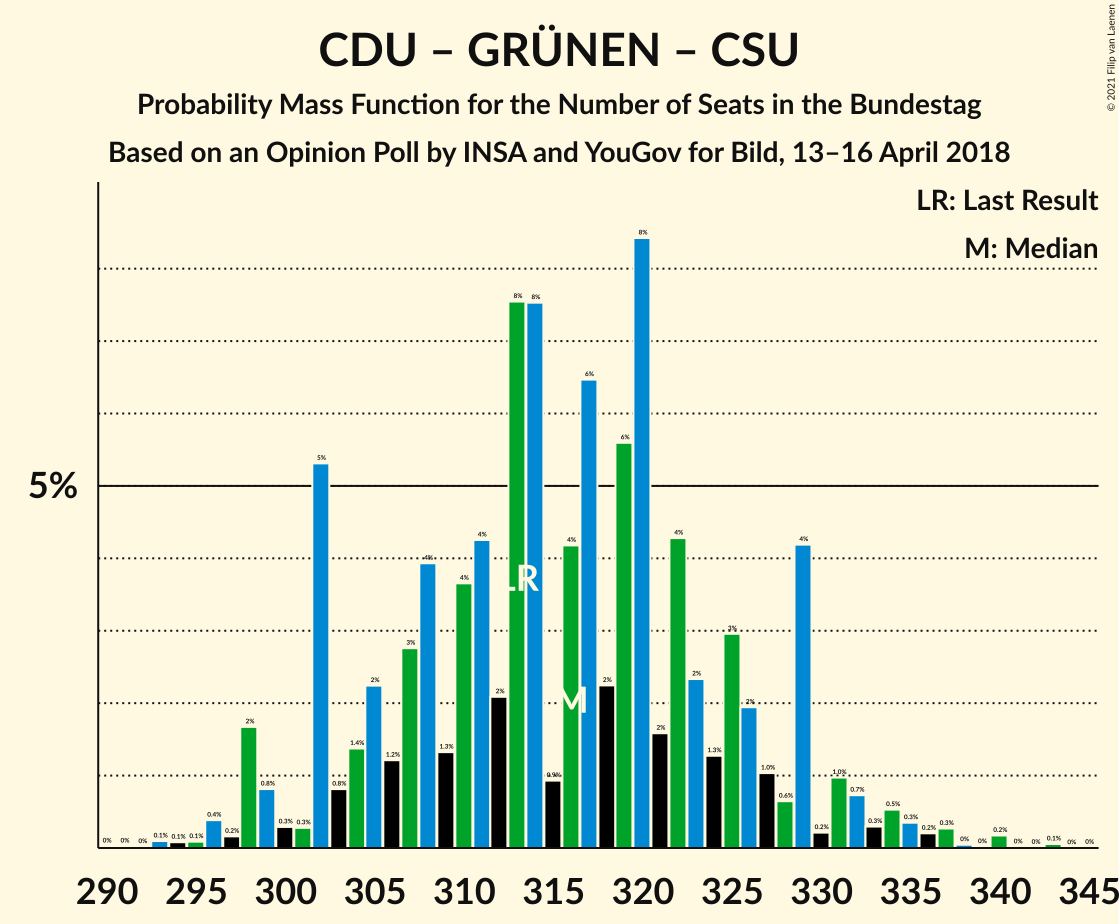 CDU – GRÜNEN – CSU
Probability Mass Function for the Number of Seats in the Bundestag
Based on an Opinion Poll by INSA and YouGov for Bild, 13–16 April 2018
© 2021 Filip van Laenen
LR: Last Result
M: Median
5%
0% 0% 0% 0.1% 0.1% 0.1% 0.4% 0.2% 2% 0.8% 0.3% 0.3% 5% 0.8% 1.4% 2% 1.2% 3% 4% 1.3% 4% 4% 2% 8% 8% 0.9% 4% 6% 2% 6% 8% 2% 4% 2% 1.3% 3% 2% 1.0% 0.6% 4% 0.2% 1.0% 0.7% 0.3% 0.5% 0.3% 0.2% 0.3% 0% 0% 0.2% 0% 0% 0.1% 0% 0%
LR
M
290 295 300 305 310 315 320 325 330 335 340 345